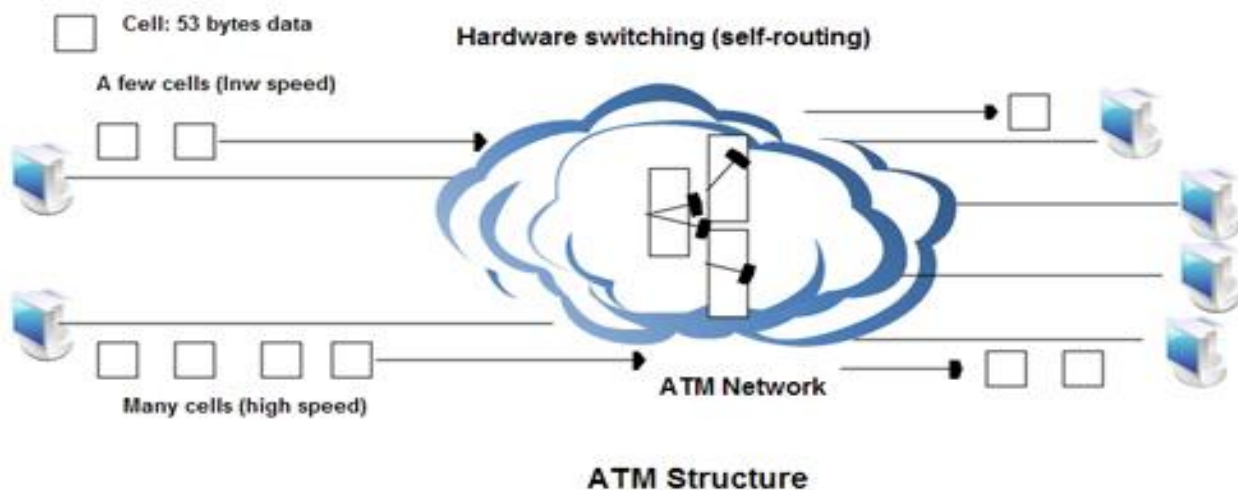 Cell: 53 bytes data
Hardware switching (self-routing)
A few cells (lnw speed)
ATM Network
Many cells (high speed)
ATM Structure